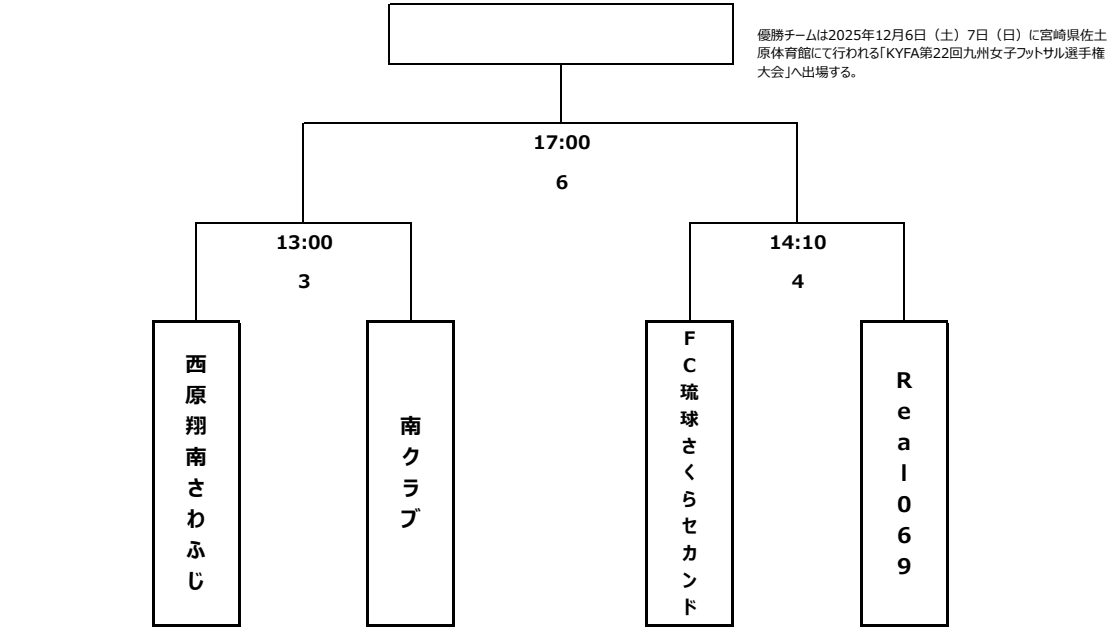 優勝チームは2025年12月6日（土）7日（日）に宮崎県佐土
原体育館にて行われる「KYFA第22回九州女子フットサル選手権
大会」へ出場する。
17:00
6
13:00
14:10
3
4
西原翔南さわふじ
南クラブ
FC琉球さくらセカンド
Real069